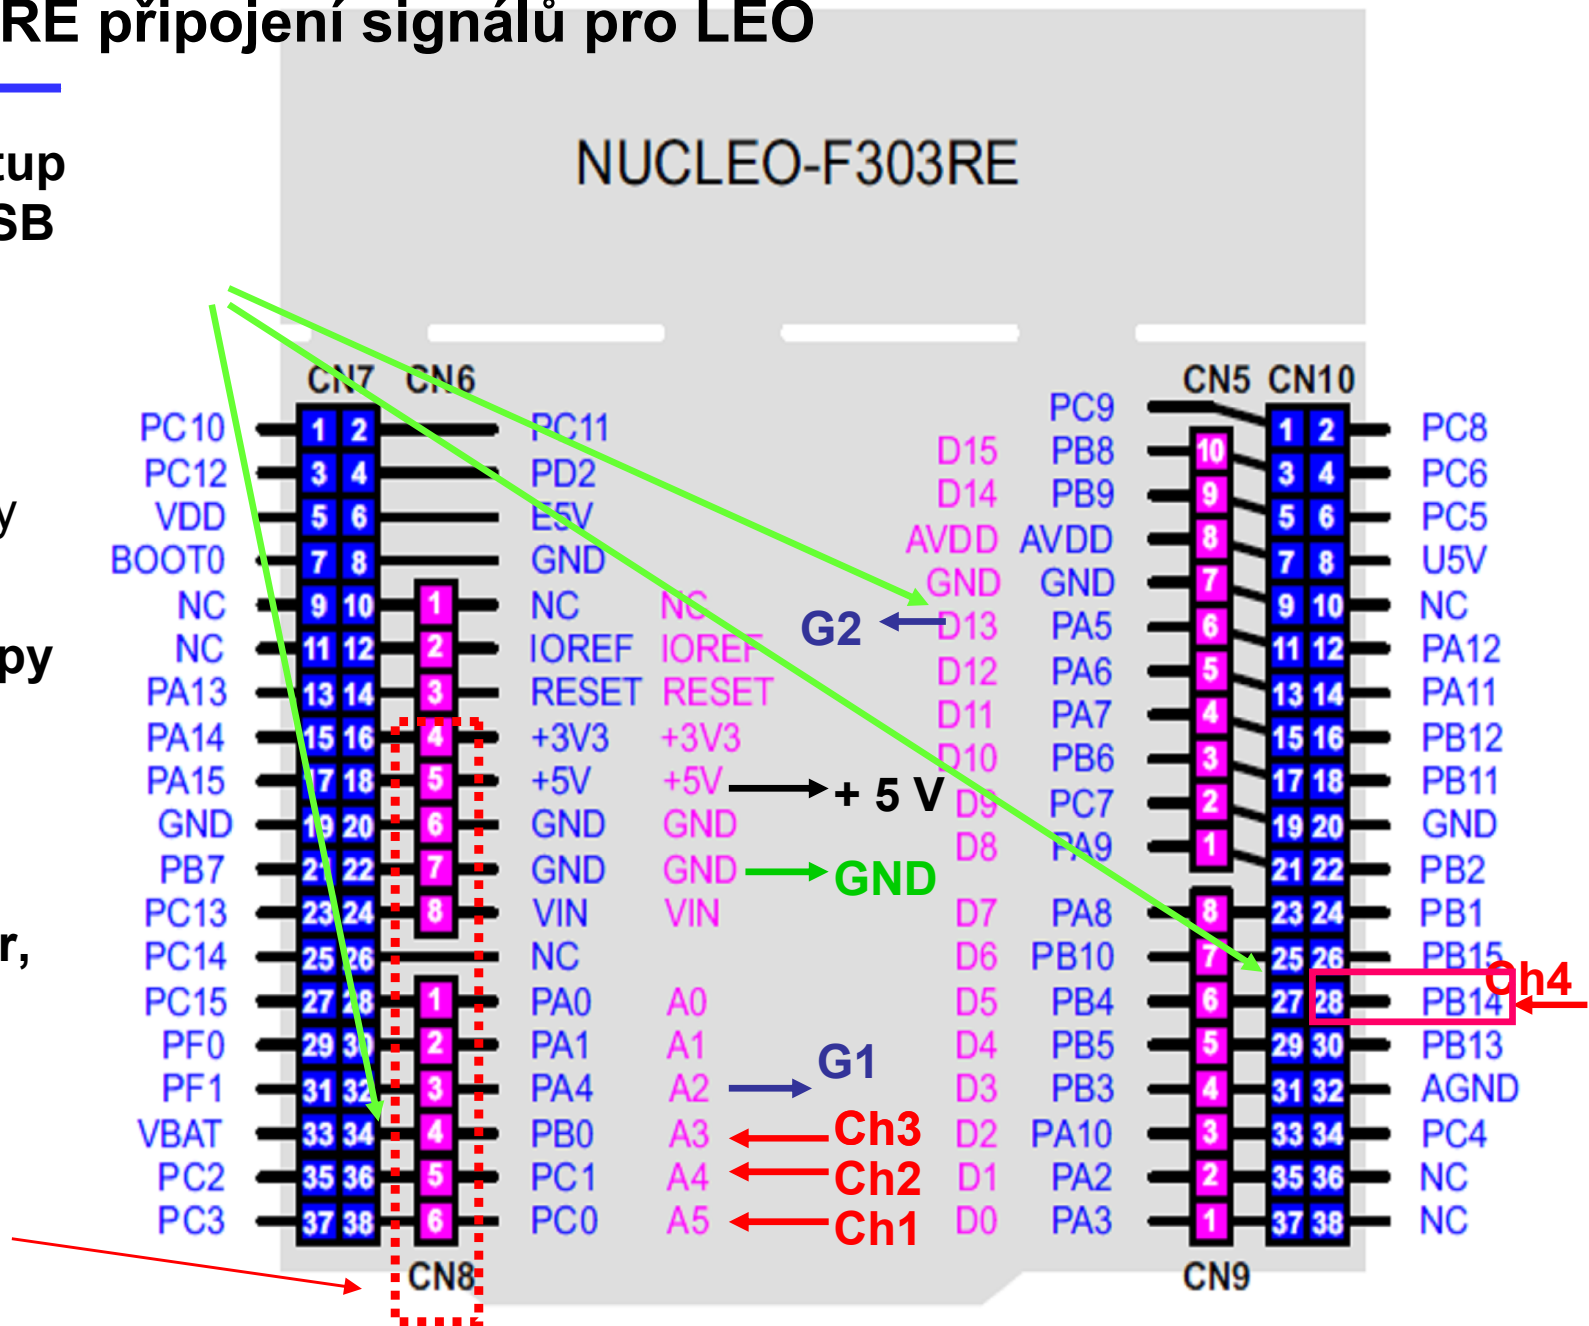 RE připojení signálů pro LEO
tup
SB
y
py
r,
NUCLEO-F303RE
CN7 CN6
CN5 CN10
PC10 1 2 PC11
PC12 3 4 PD2
VDD 5 6 E5V
BOOT0 7 8 GND
NC 9 10 1 NC NC
NC 11 12 2 IOREF IOREF
PA13 13 14 3 RESET RESET
PA14 15 16 4 +3V3 +3V3
PA15 17 18 5 +5V +5V + 5 V
GND 19 20 6 GND GND
PB7 21 22 7 GND GND GND
PC13 23 24 8 VIN VIN
PC14 25 26 NC
PC15 27 28 1 PA0 A0
PF0 29 30 2 PA1 A1
PF1 31 32 3 PA4 A2 G1
VBAT 33 34 4 PB0 A3 Ch3
PC2 35 36 5 PC1 A4 Ch2
PC3 37 38 6 PC0 A5 Ch1
CN8
PC9 1 2 PC8
D15 PB8 10 3 4 PC6
D14 PB9 9 5 6 PC5
AVDD AVDD 8 7 8 U5V
GND GND 7 9 10 NC
G2 D13 PA5 6 11 12 PA12
D12 PA6 5 13 14 PA11
D11 PA7 4 15 16 PB12
D10 PB6 3 17 18 PB11
D9 PC7 2 19 20 GND
D8 PA9 1 21 22 PB2
D7 PA8 8 23 24 PB1
D6 PB10 7 25 26 PB15
D5 PB4 6 27 28 PB14 Ch4
D4 PB5 5 29 30 PB13
D3 PB3 4 31 32 AGND
D2 PA10 3 33 34 PC4
D1 PA2 2 35 36 NC
D0 PA3 1 37 38 NC
CN9